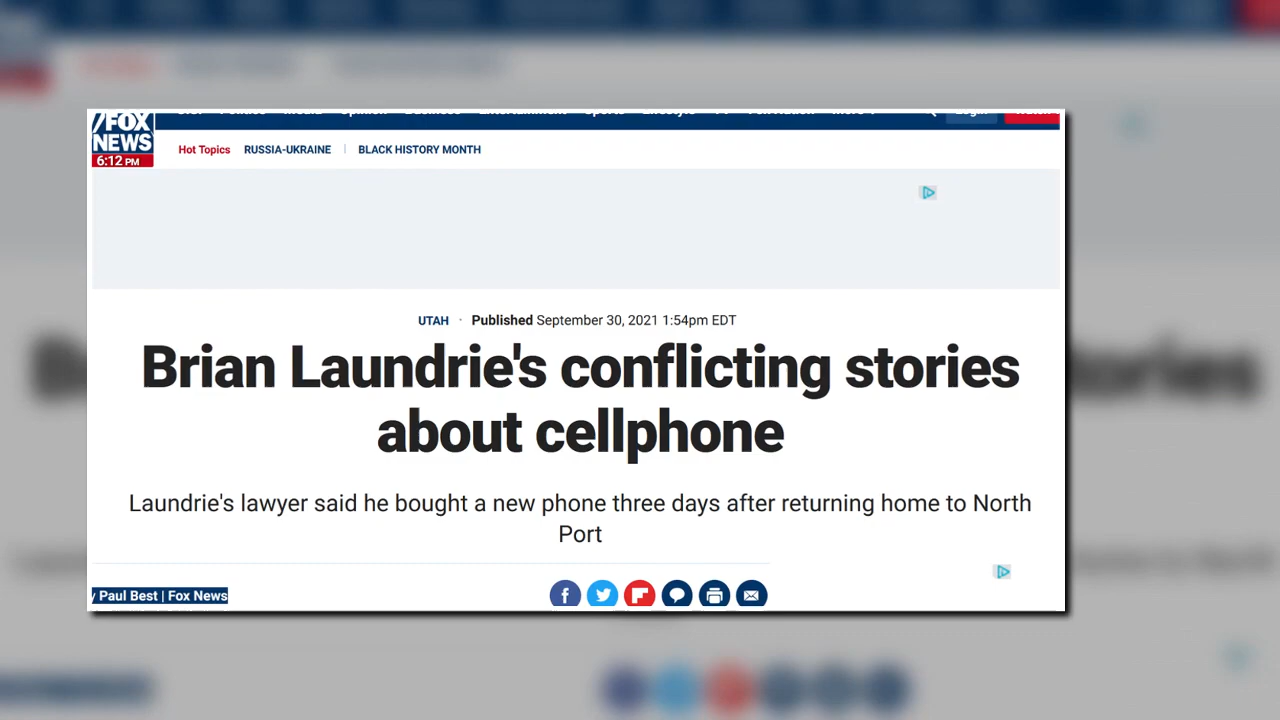 FOX
NEWS
6:12 PM
Hot Topics RUSSIA-UKRAINE BLACK HISTORY MONTH
UTAH · Published September 30, 2021 1:54pm EDT
Brian Laundrie's conflicting stories
about cellphone
Laundrie's lawyer said he bought a new phone three days after returning home to North
Port
Paul Best | Fox News